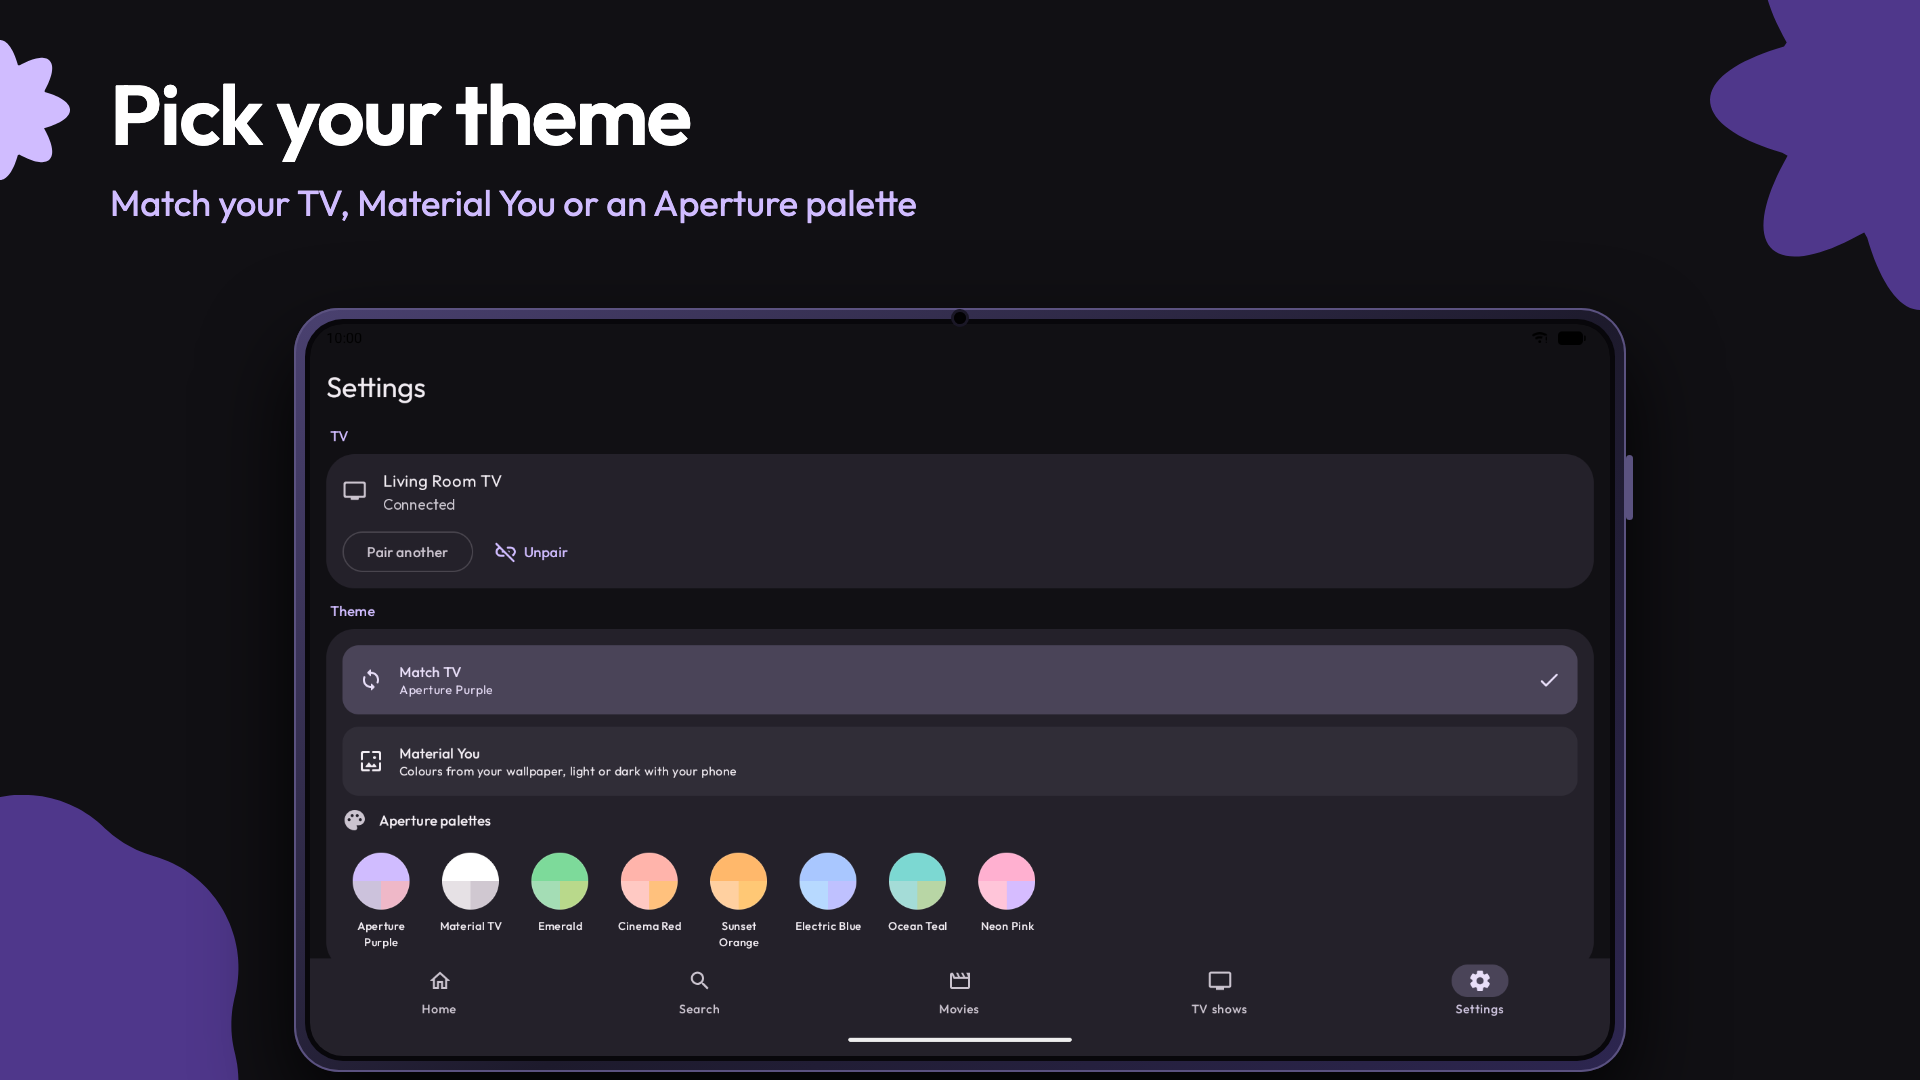 Pick your theme
Match your TV, Material You or an Aperture palette
10:00
Settings
TV
Living Room TV
Connected
Pair another
Unpair
Theme
Match TV
Aperture Purple
Material You
Colours from your wallpaper, light or dark with your phone
Aperture palettes
Aperture Purple
Material TV
Emerald
Cinema Red
Sunset Orange
Electric Blue
Ocean Teal
Neon Pink
Home
Search
Movies
TV shows
Settings